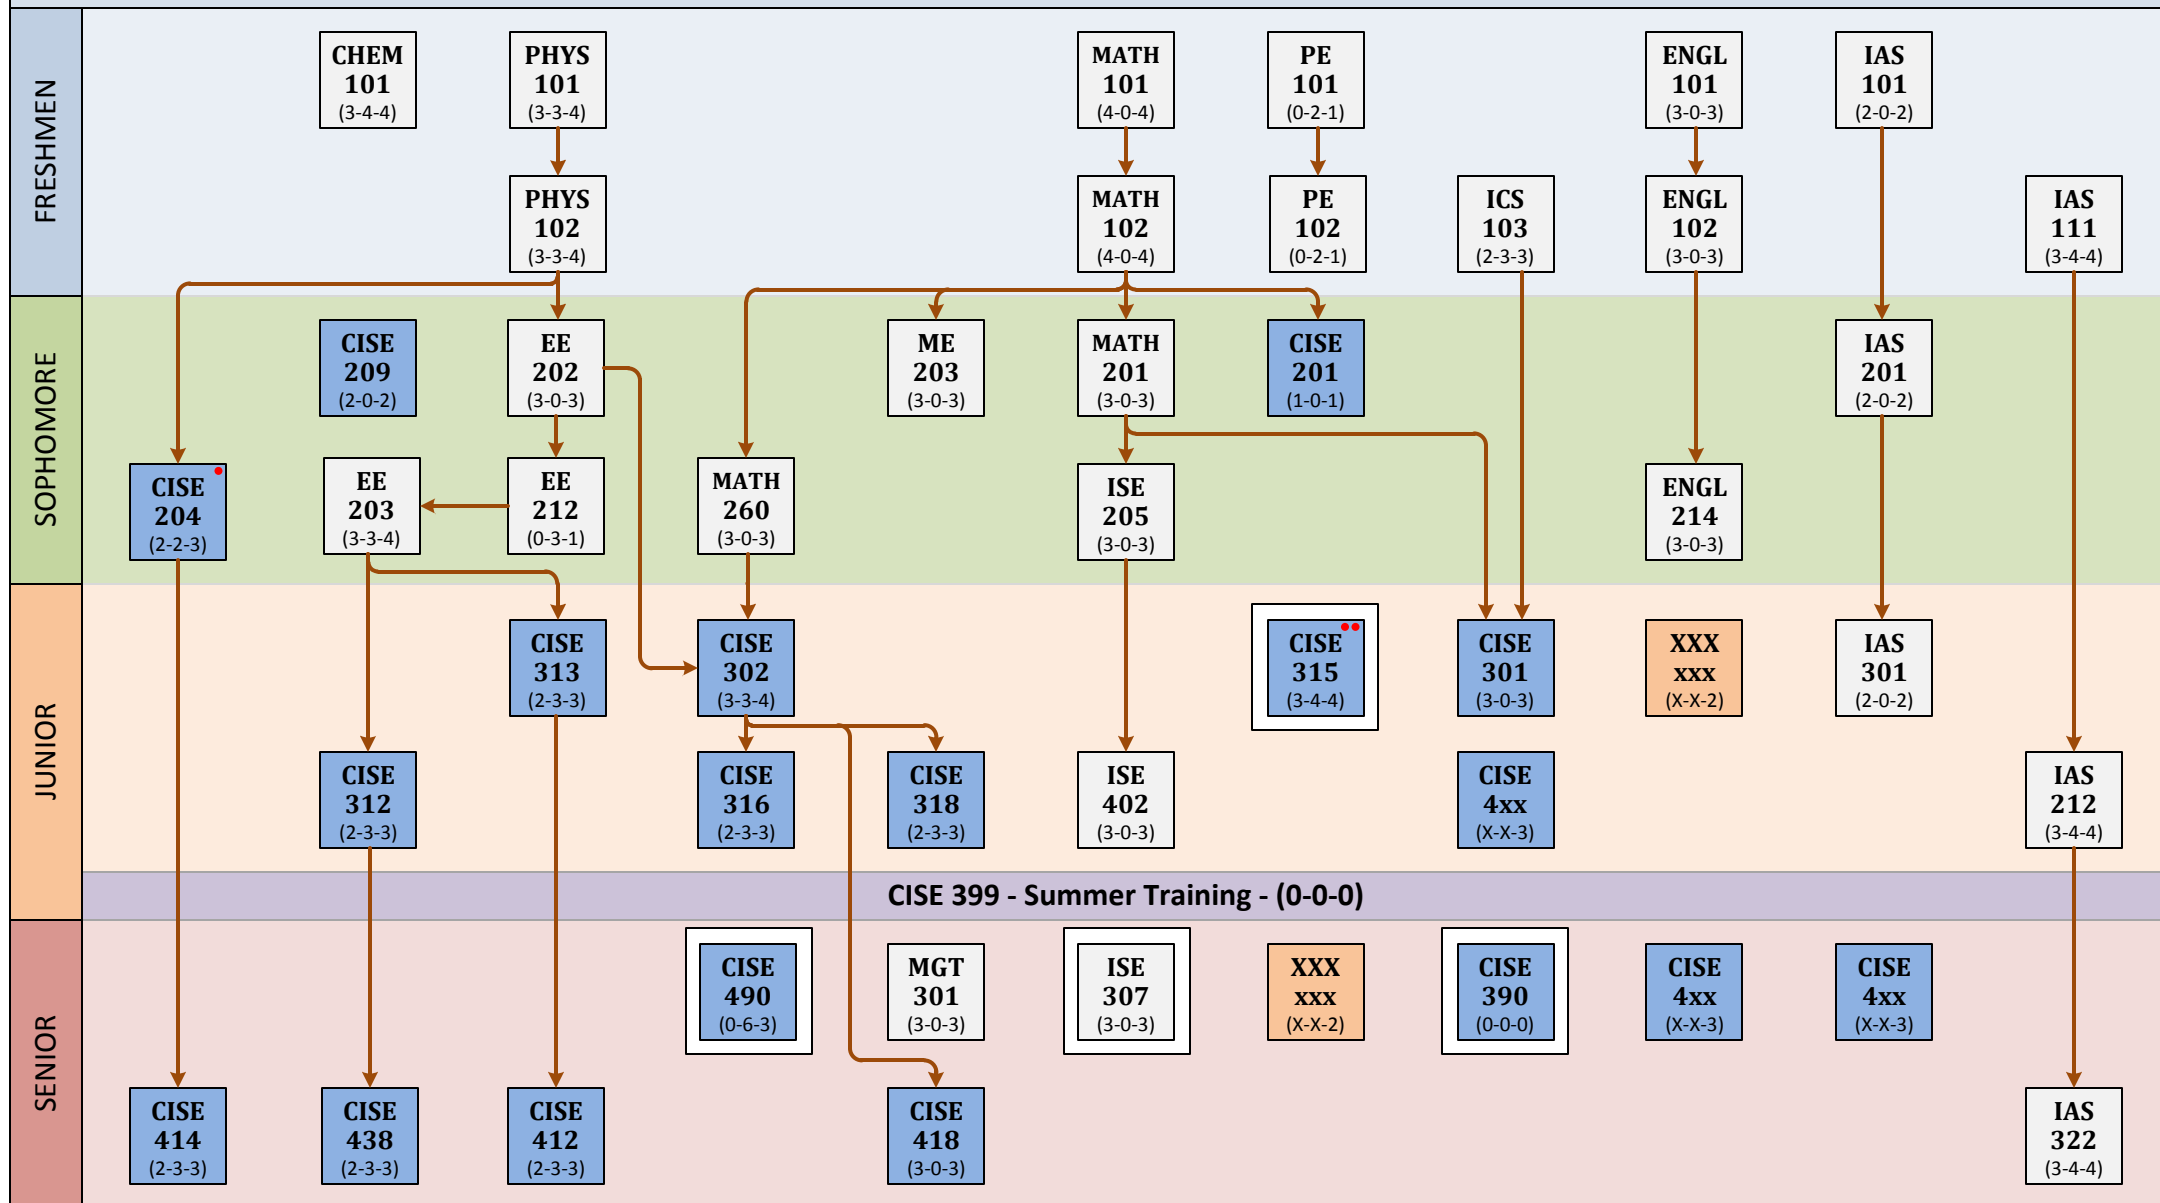 FRESHMEN
CHEM
101
(3-4-4)
PHYS
101
(3-3-4)
MATH
101
(4-0-4)
PE
101
(0-2-1)
ENGL
101
(3-0-3)
IAS
101
(2-0-2)
PHYS
102
(3-3-4)
MATH
102
(4-0-4)
PE
102
(0-2-1)
ICS
103
(2-3-3)
ENGL
102
(3-0-3)
IAS
111
(3-4-4)
SOPHOMORE
CISE
209
(2-0-2)
EE
202
(3-0-3)
ME
203
(3-0-3)
MATH
201
(3-0-3)
CISE
201
(1-0-1)
IAS
201
(2-0-2)
CISE
204
(2-2-3)
EE
203
(3-3-4)
EE
212
(0-3-1)
MATH
260
(3-0-3)
ISE
205
(3-0-3)
ENGL
214
(3-0-3)
JUNIOR
CISE
313
(2-3-3)
CISE
302
(3-3-4)
CISE
315
(3-4-4)
CISE
301
(3-0-3)
XXX
xxx
(X-X-2)
IAS
301
(2-0-2)
CISE
312
(2-3-3)
CISE
316
(2-3-3)
CISE
318
(2-3-3)
ISE
402
(3-0-3)
CISE
4xx
(X-X-3)
IAS
212
(3-4-4)
CISE 399 - Summer Training - (0-0-0)
SENIOR
CISE
490
(0-6-3)
MGT
301
(3-0-3)
ISE
307
(3-0-3)
XXX
xxx
(X-X-2)
CISE
390
(0-0-0)
CISE
4xx
(X-X-3)
CISE
4xx
(X-X-3)
CISE
414
(2-3-3)
CISE
438
(2-3-3)
CISE
412
(2-3-3)
CISE
418
(3-0-3)
IAS
322
(3-4-4)